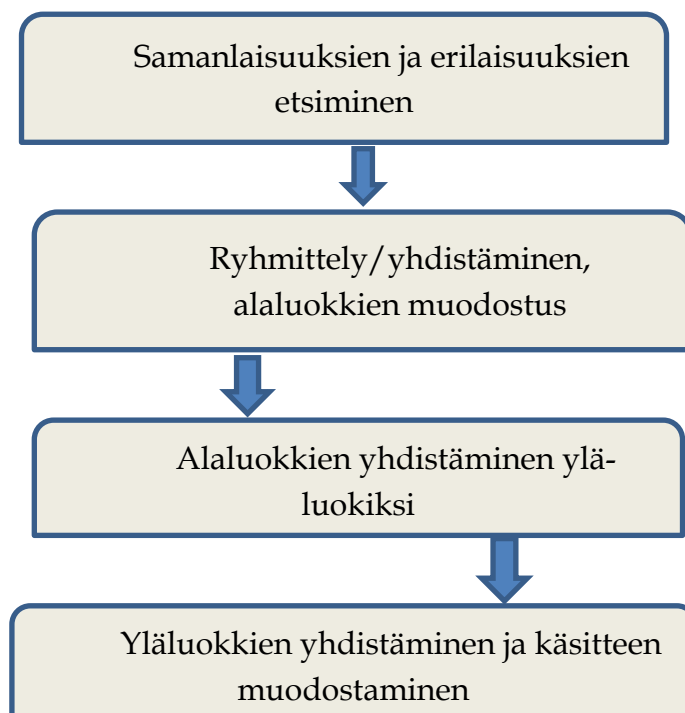 Samanlaisuuksien ja erilaisuuksien
etsiminen
Ryhmittely/yhdistäminen,
alaluokkien muodostus
Alaluokkien yhdistäminen ylä-
luokiksi
Yläluokkien yhdistäminen ja käsitteen
muodostaminen